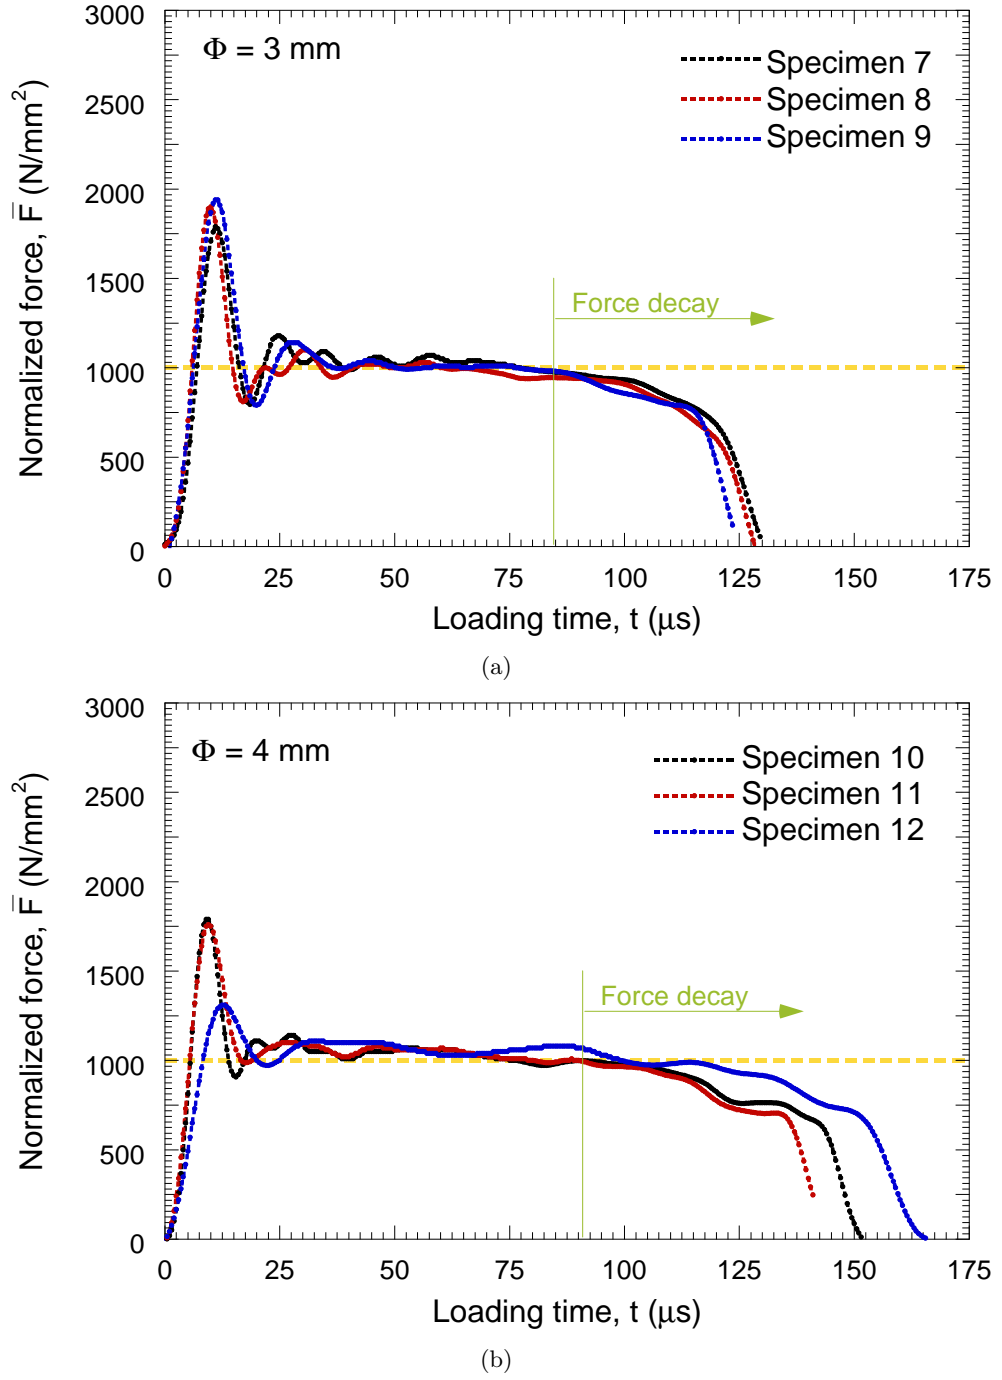 Φ = 3 mm
Specimen 7
Specimen 8
Specimen 9
Force decay
3000
2500
2000
1500
1000
500
0
Normalized force, F̅ (N/mm²)
0 25 50 75 100 125 150 175
Loading time, t (μs)
(a)
Φ = 4 mm
Specimen 10
Specimen 11
Specimen 12
Force decay
3000
2500
2000
1500
1000
500
0
Normalized force, F̅ (N/mm²)
0 25 50 75 100 125 150 175
Loading time, t (μs)
(b)